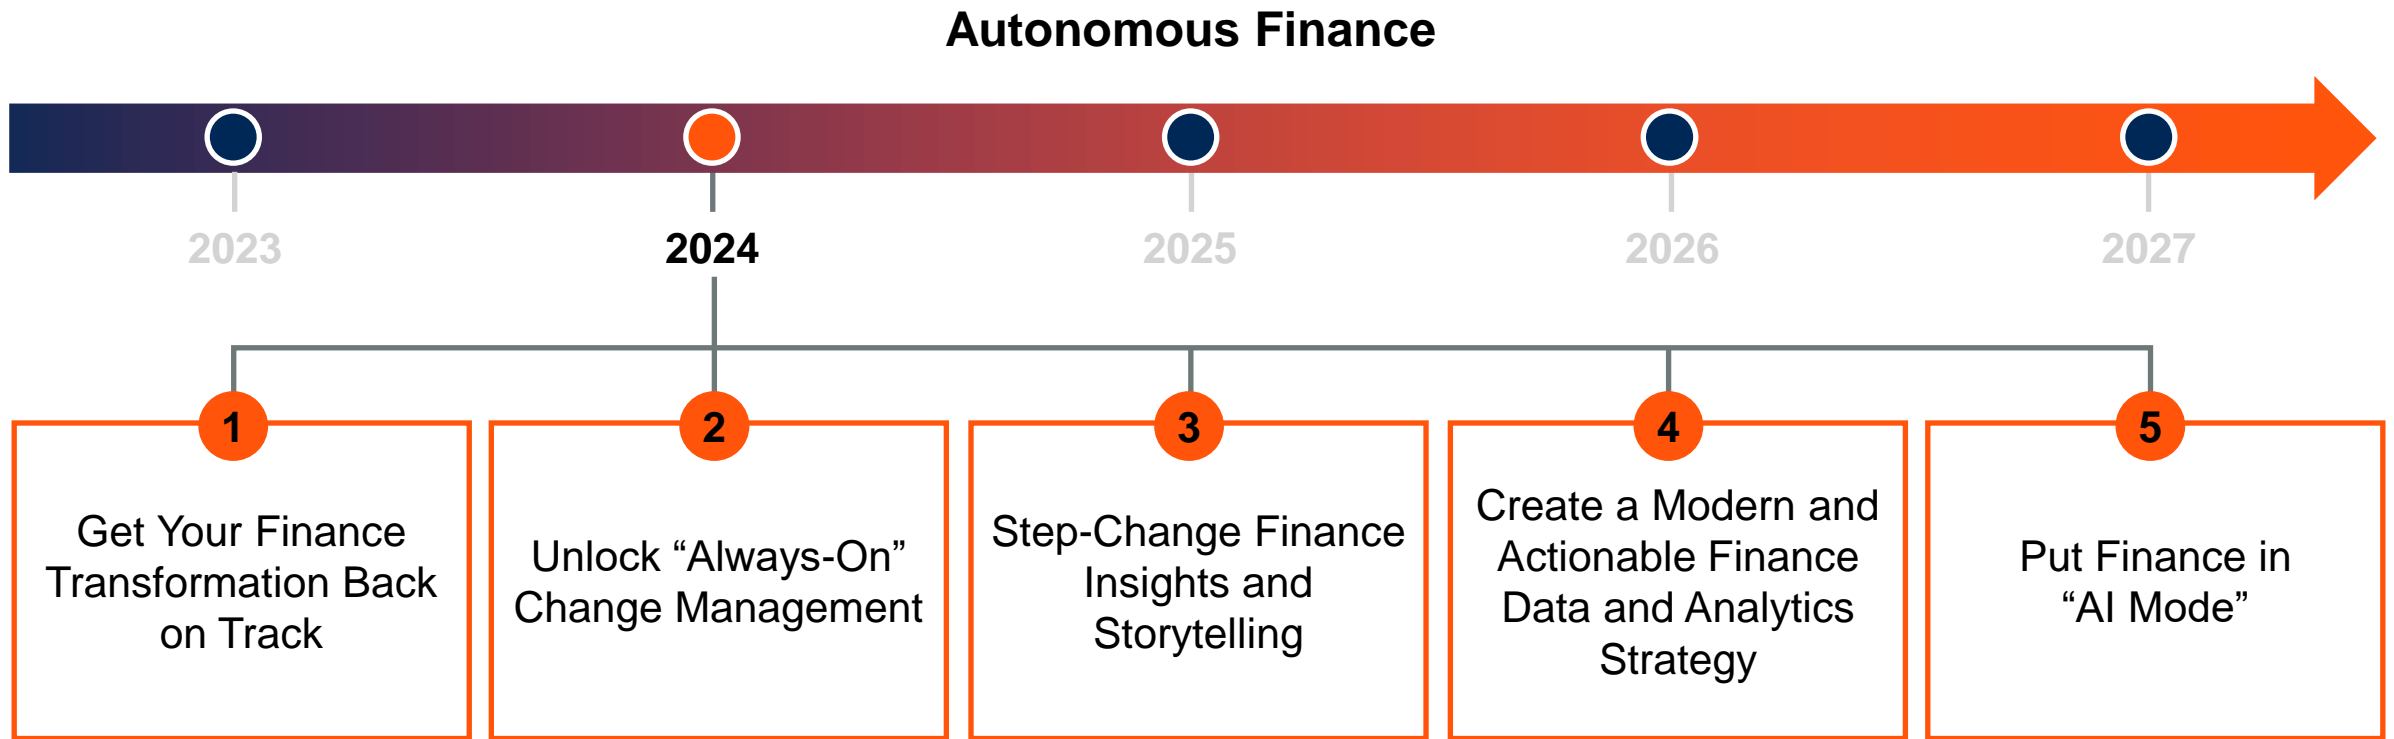 Autonomous Finance
2023
2024
2025
2026
2027
1
Get Your Finance
Transformation Back
on Track
2
Unlock “Always-On”
Change Management
3
Step-Change Finance
Insights and
Storytelling
4
Create a Modern and
Actionable Finance
Data and Analytics
Strategy
5
Put Finance in
“AI Mode”